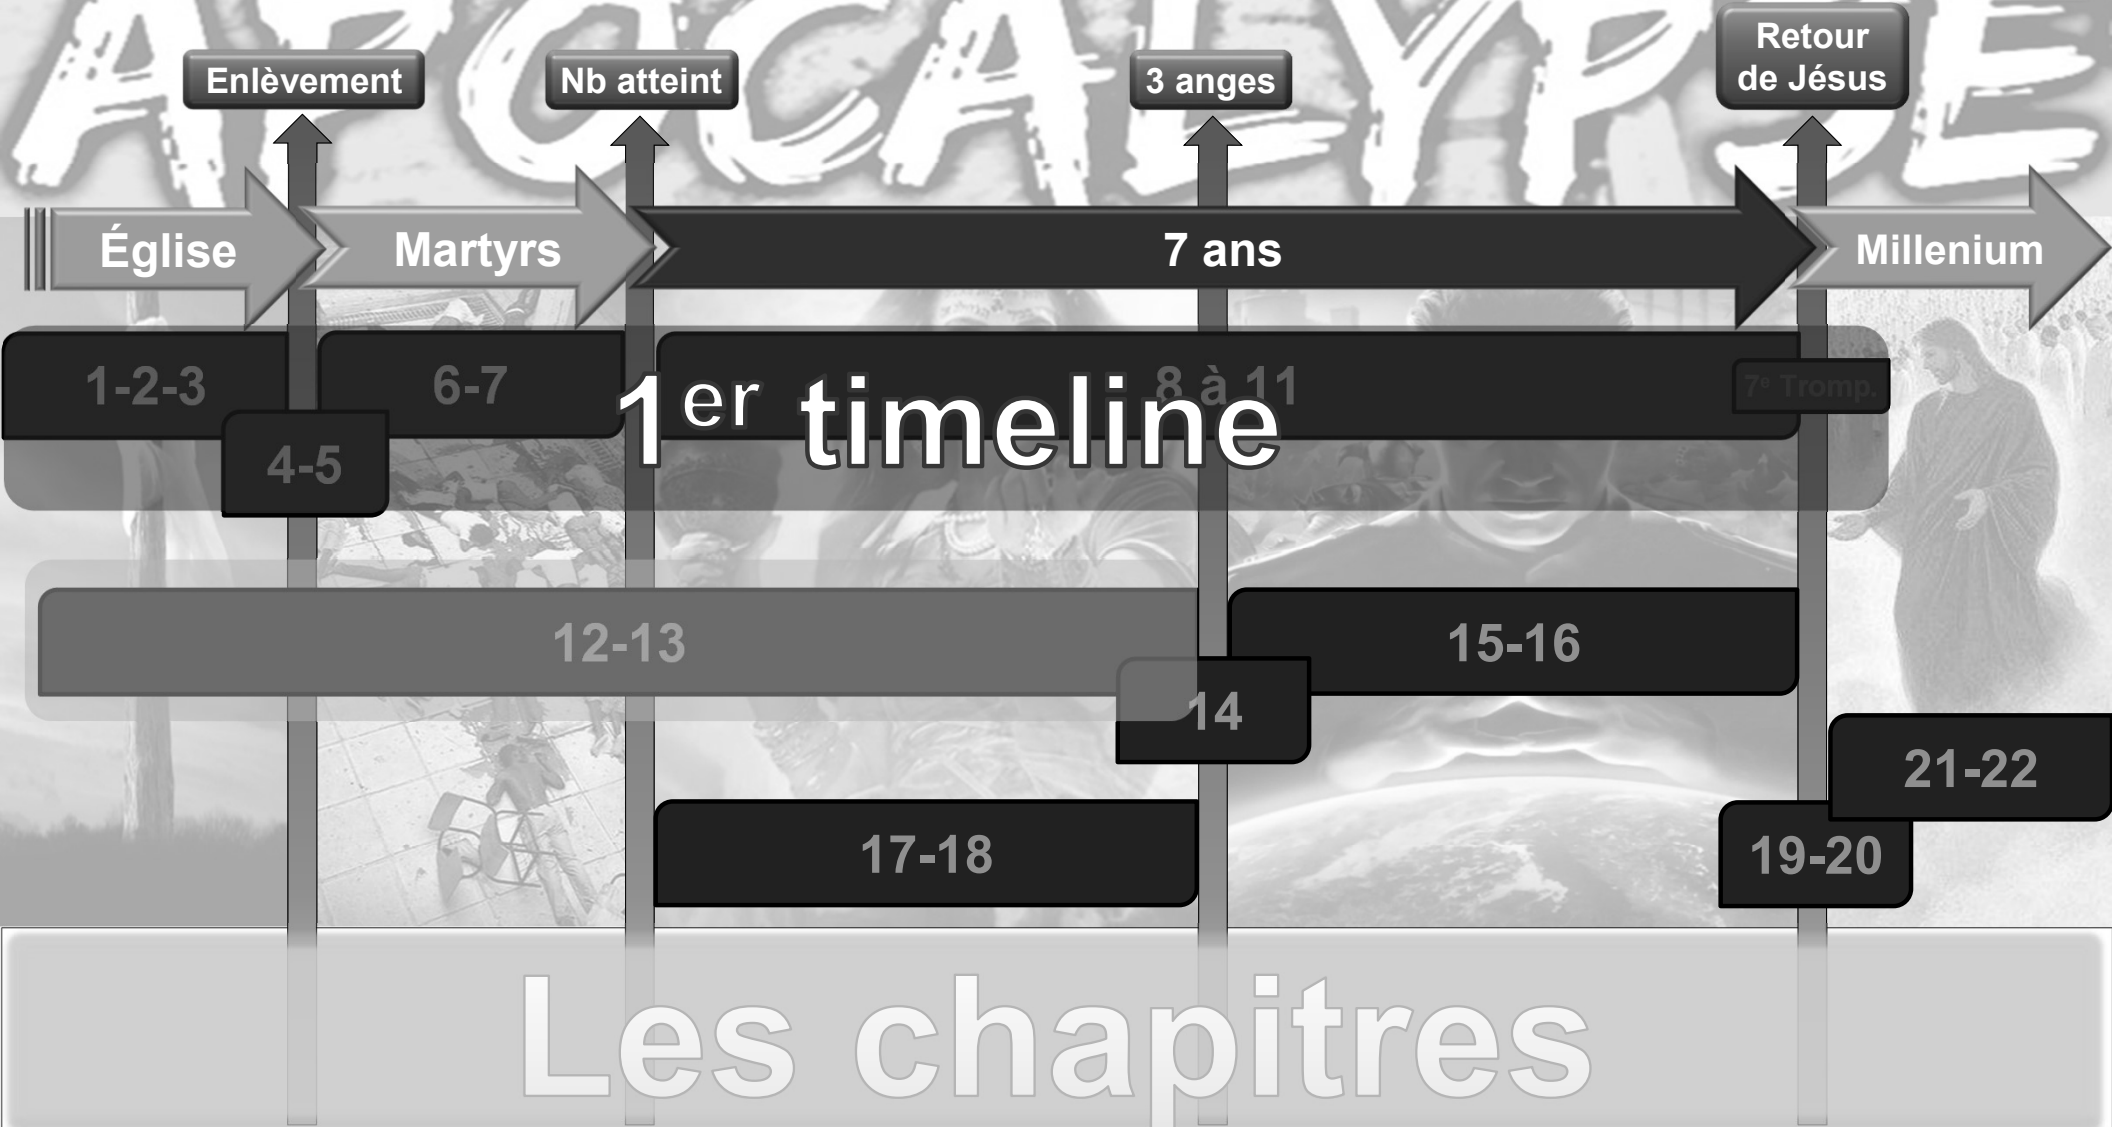 APOCALYPSE
Enlèvement
Nb atteint
3 anges
Retour
de Jésus
Église
Martyrs
7 ans
Millenium
1-2-3
6-7
8 à 11
7e Tromp.
1er timeline
4-5
12-13
15-16
14
21-22
17-18
19-20
Les chapitres